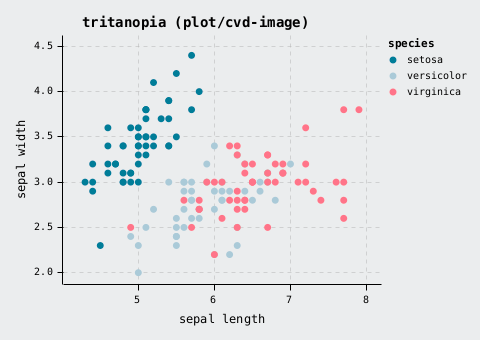 tritanopia (plot/cvd-image)
species
setosa
versicolor
virginica
4.5
4.0
3.5
3.0
2.5
2.0
sepal width
5 6 7 8
sepal length